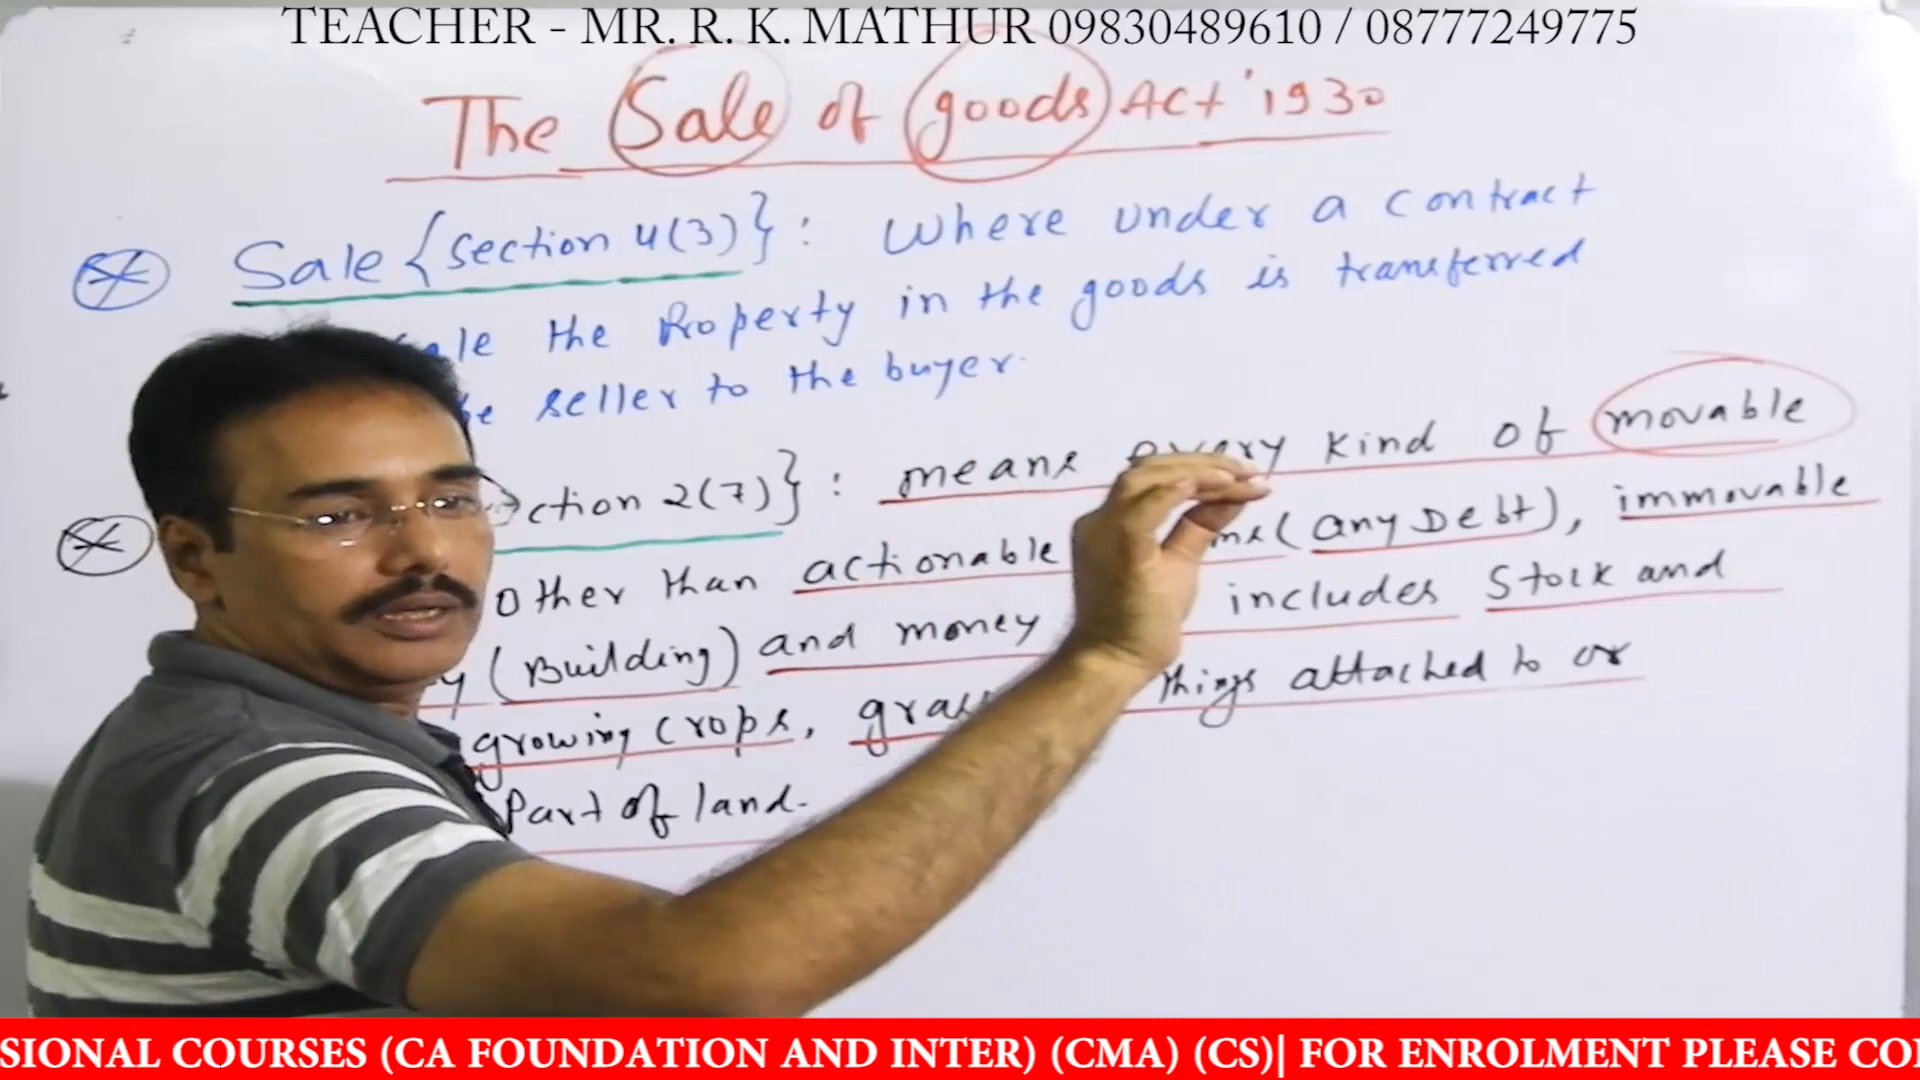 TEACHER - MR. R. K. MATHUR 09830489610 / 08777249775
The Sale of goods Act '1930
Sale {section 4(3)}: Where under a contract
the Property in the goods is transferred
seller to the buyer.
2(7)}: means every kind of movable
Other than actionable (any Debt), immovable
(Building) and money includes Stock and
growing crops, things attached to or
Part of land.
SIONAL COURSES (CA FOUNDATION AND INTER) (CMA) (CS)| FOR ENROLMENT PLEASE CO